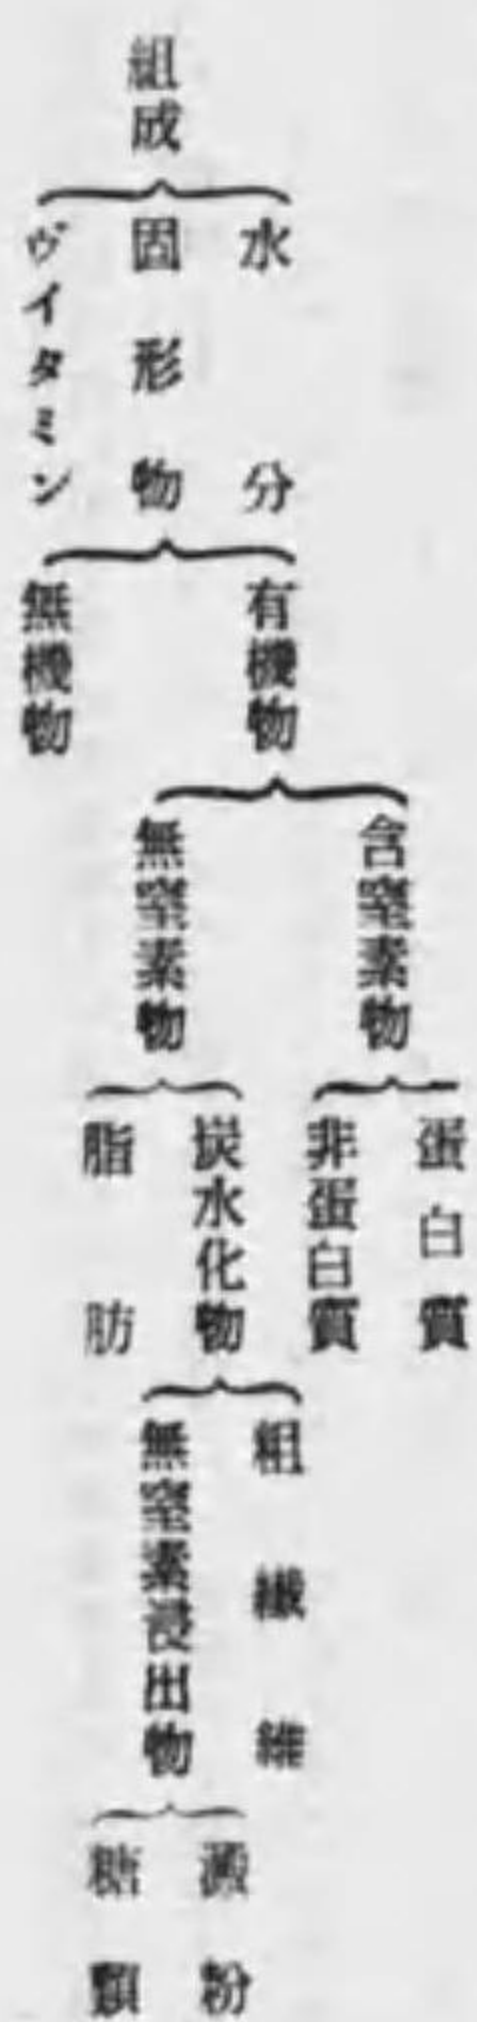 組成
水分
固形物
ヴイタミン
有機物
無機物
含窒素物
無窒素物
蛋白質
非蛋白質
炭水化物
脂肪
粗繊維
無窒素浸出物
澱粉
糖類